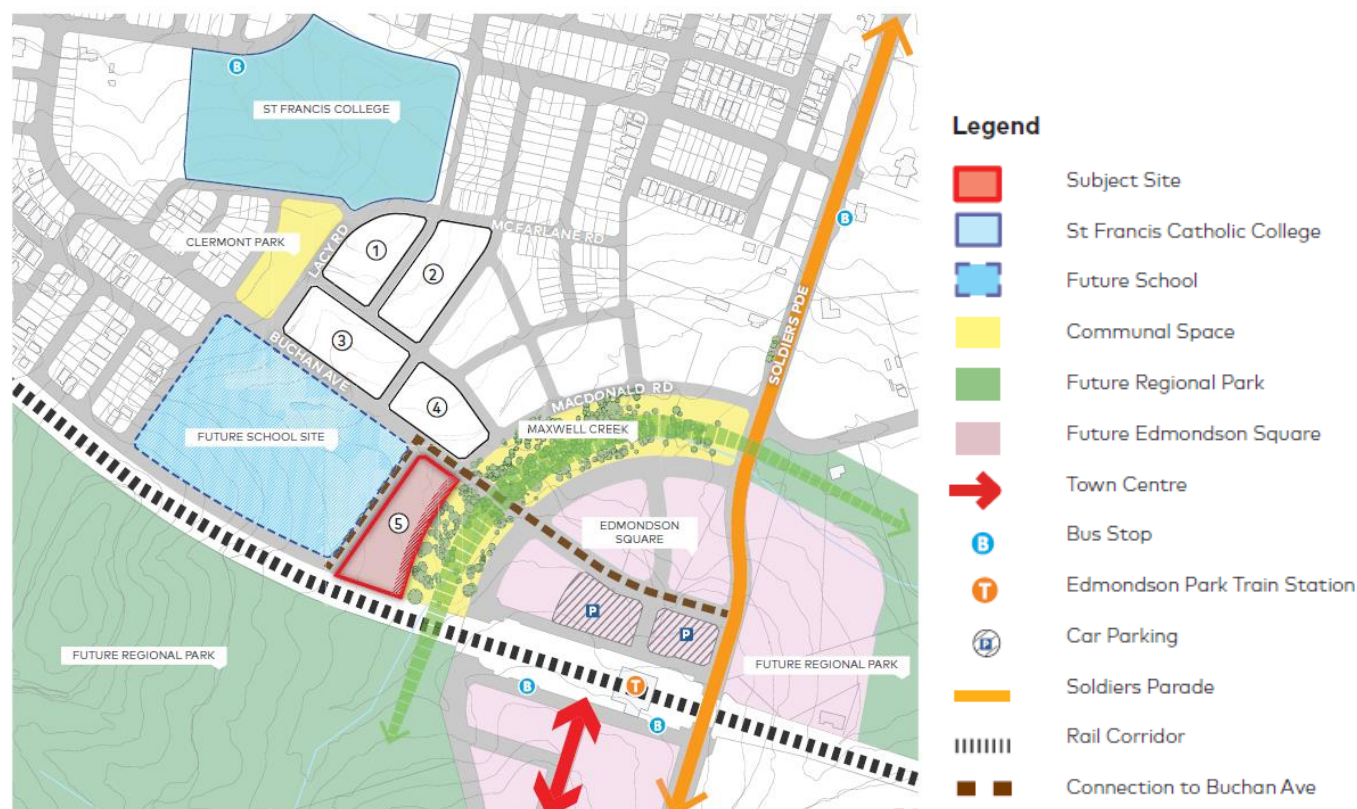 B
ST FRANCIS COLLEGE
CLERMONT PARK
LACY RD
MCFARLANE RD
B
1
2
3
BUCHAN AVE
4
SOLDIERS PDE
MACDONALD RD
MAXWELL CREEK
FUTURE SCHOOL SITE
5
EDMONDSON
SQUARE
P
P
FUTURE REGIONAL PARK
FUTURE REGIONAL PARK
B
T
B
Legend
Subject Site
St Francis Catholic College
Future School
Communal Space
Future Regional Park
Future Edmondson Square
Town Centre
B
Bus Stop
T
Edmondson Park Train Station
P
Car Parking
Soldiers Parade
Rail Corridor
Connection to Buchan Ave